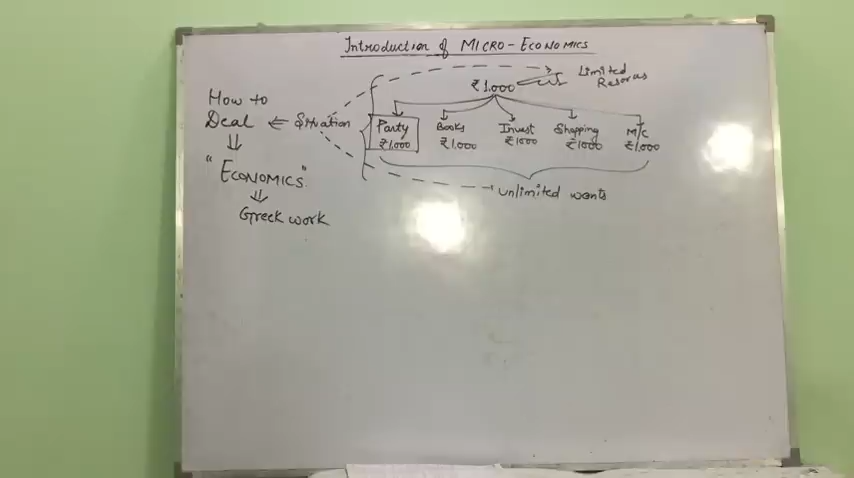 Introduction of MICRO-ECONOMICS
₹1,000
Limited
How to
Deal ⇐ Situation
Party
₹1,000
Books
₹1,000
Invest
₹1000
Shopping
₹1000
M/C
₹1,000
"ECONOMICS"
unlimited wants
Greek work